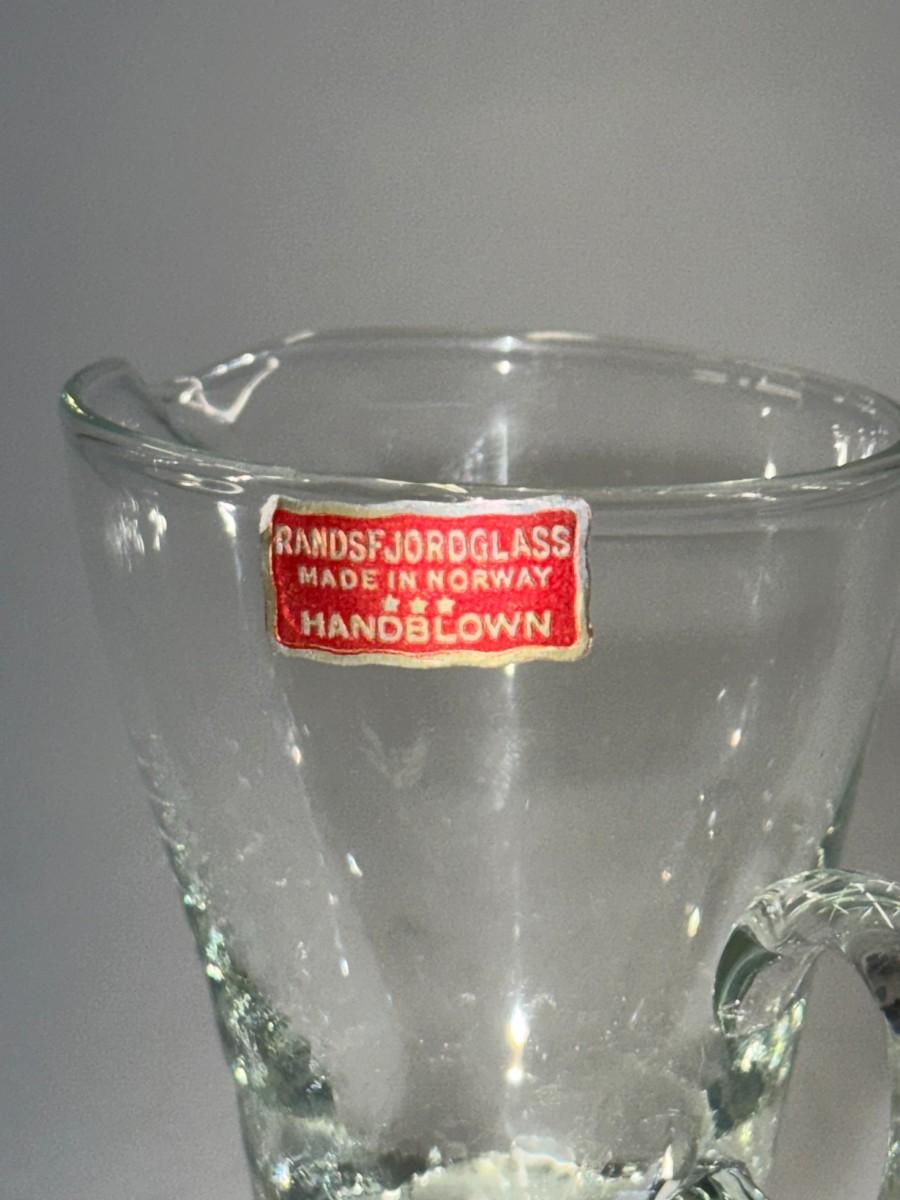 RANDSFJORDGLASS
MADE IN NORWAY
★★★
HANDBLOWN